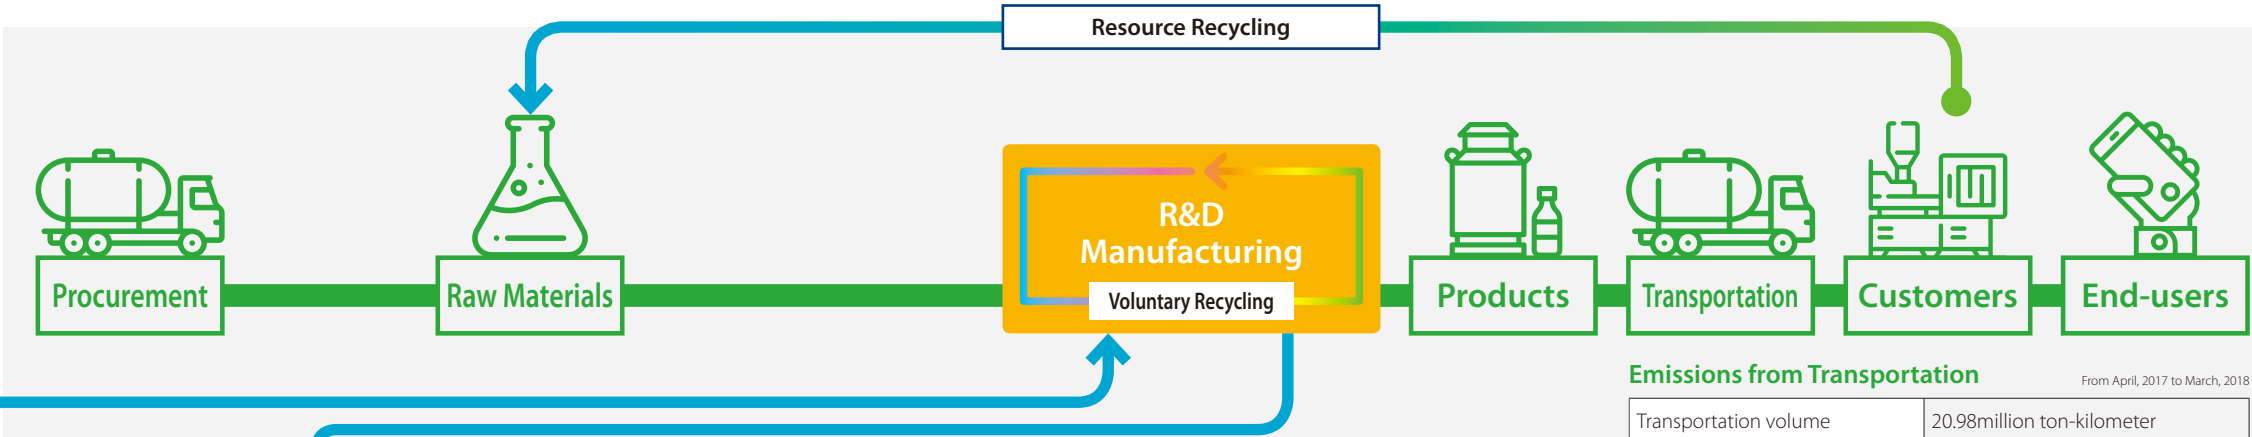 Resource Recycling
R&D
Manufacturing
Voluntary Recycling
Procurement
Raw Materials
Products
Transportation
Customers
End-users
Emissions from Transportation
From April, 2017 to March, 2018
Transportation volume
20.98million ton-kilometer